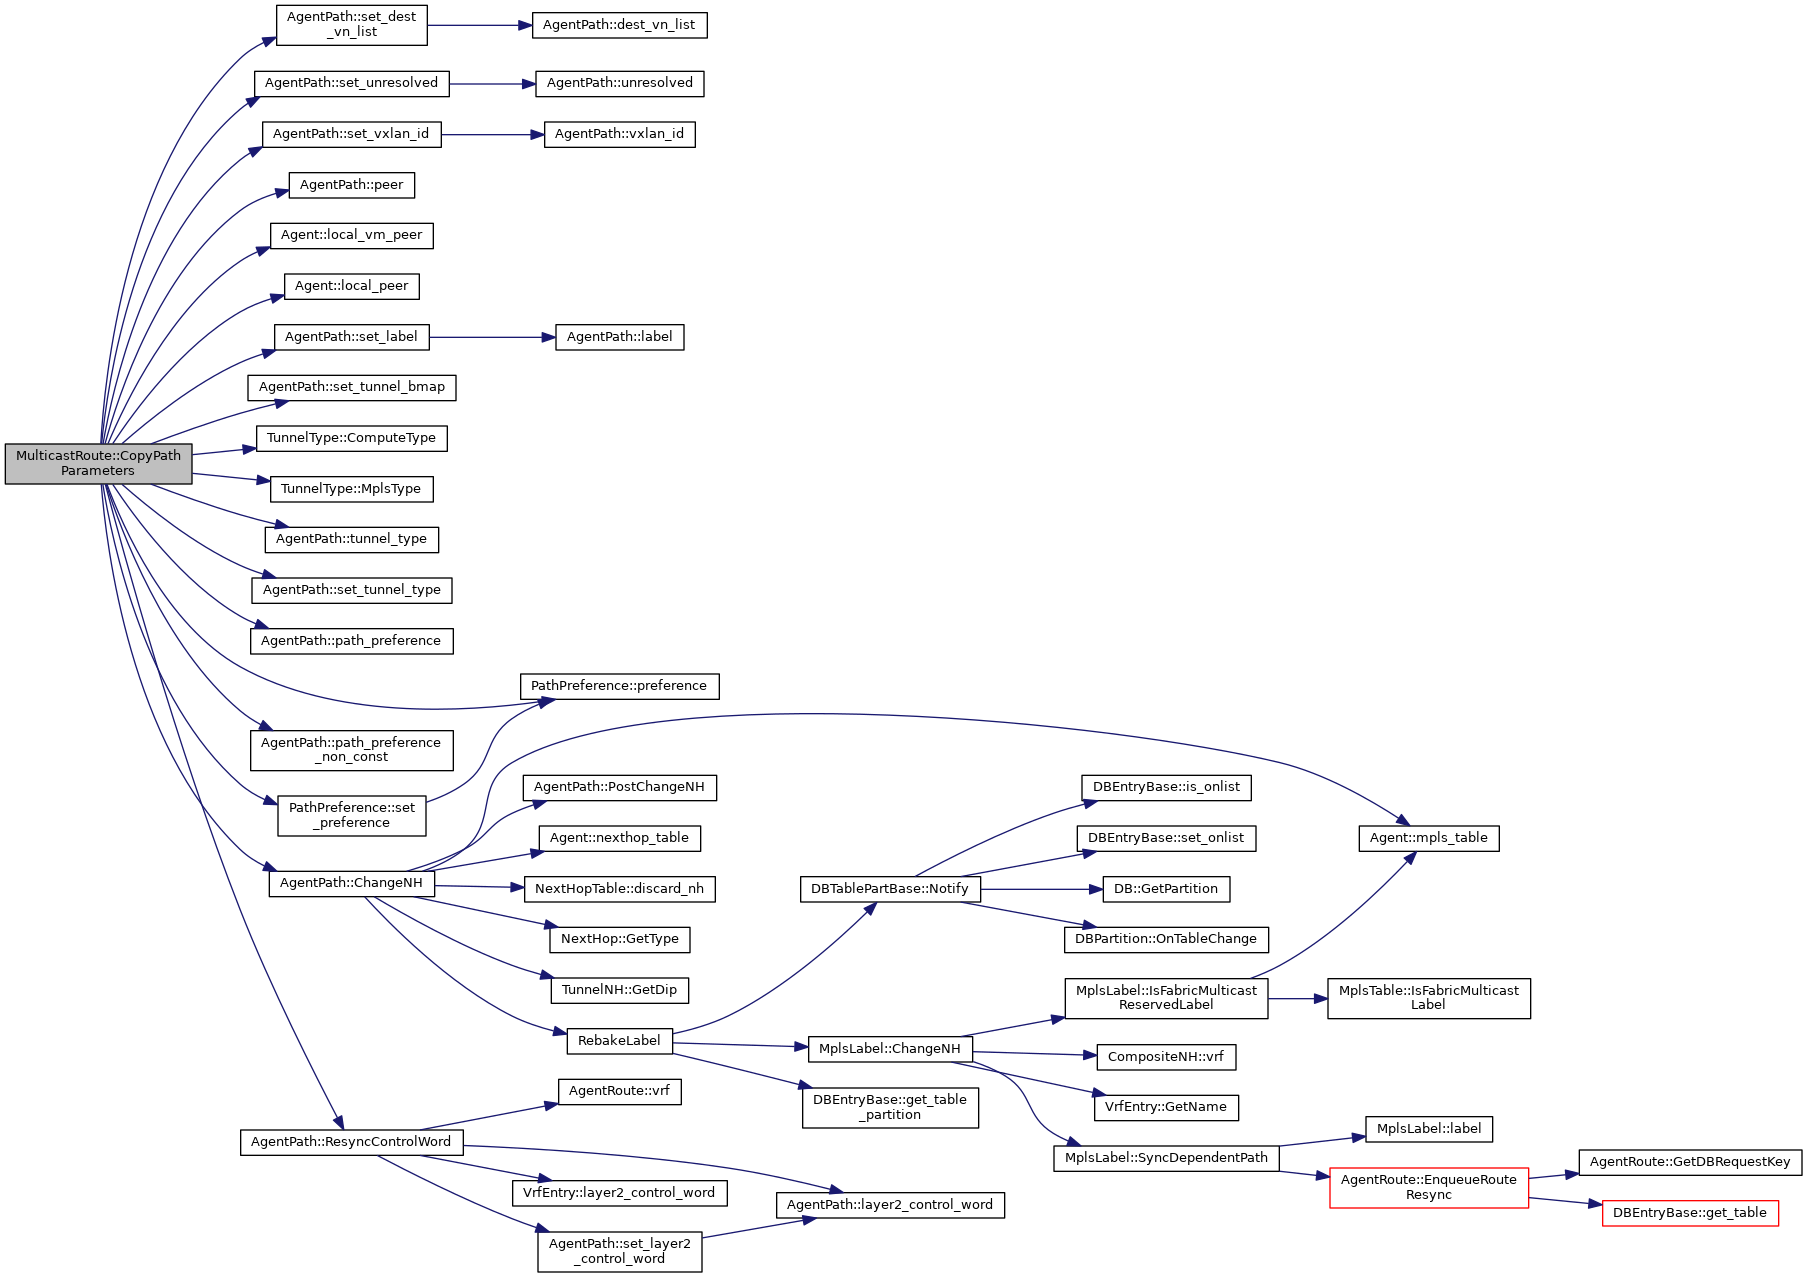 MulticastRoute::CopyPath
Parameters
AgentPath::set_dest
_vn_list
AgentPath::dest_vn_list
AgentPath::set_unresolved
AgentPath::unresolved
AgentPath::set_vxlan_id
AgentPath::vxlan_id
AgentPath::peer
Agent::local_vm_peer
Agent::local_peer
AgentPath::set_label
AgentPath::label
AgentPath::set_tunnel_bmap
TunnelType::ComputeType
TunnelType::MplsType
AgentPath::tunnel_type
AgentPath::set_tunnel_type
AgentPath::path_preference
PathPreference::preference
AgentPath::path_preference
_non_const
PathPreference::set
_preference
AgentPath::ChangeNH
AgentPath::PostChangeNH
Agent::nexthop_table
NextHopTable::discard_nh
NextHop::GetType
TunnelNH::GetDip
RebakeLabel
DBTablePartBase::Notify
DBEntryBase::is_onlist
DBEntryBase::set_onlist
DB::GetPartition
DBPartition::OnTableChange
Agent::mpls_table
MplsLabel::ChangeNH
MplsLabel::IsFabricMulticast
ReservedLabel
MplsTable::IsFabricMulticast
Label
CompositeNH::vrf
VrfEntry::GetName
DBEntryBase::get_table
_partition
MplsLabel::SyncDependentPath
MplsLabel::label
AgentRoute::EnqueueRoute
Resync
AgentRoute::GetDBRequestKey
DBEntryBase::get_table
AgentPath::ResyncControlWord
AgentRoute::vrf
VrfEntry::layer2_control_word
AgentPath::layer2_control_word
AgentPath::set_layer2
_control_word